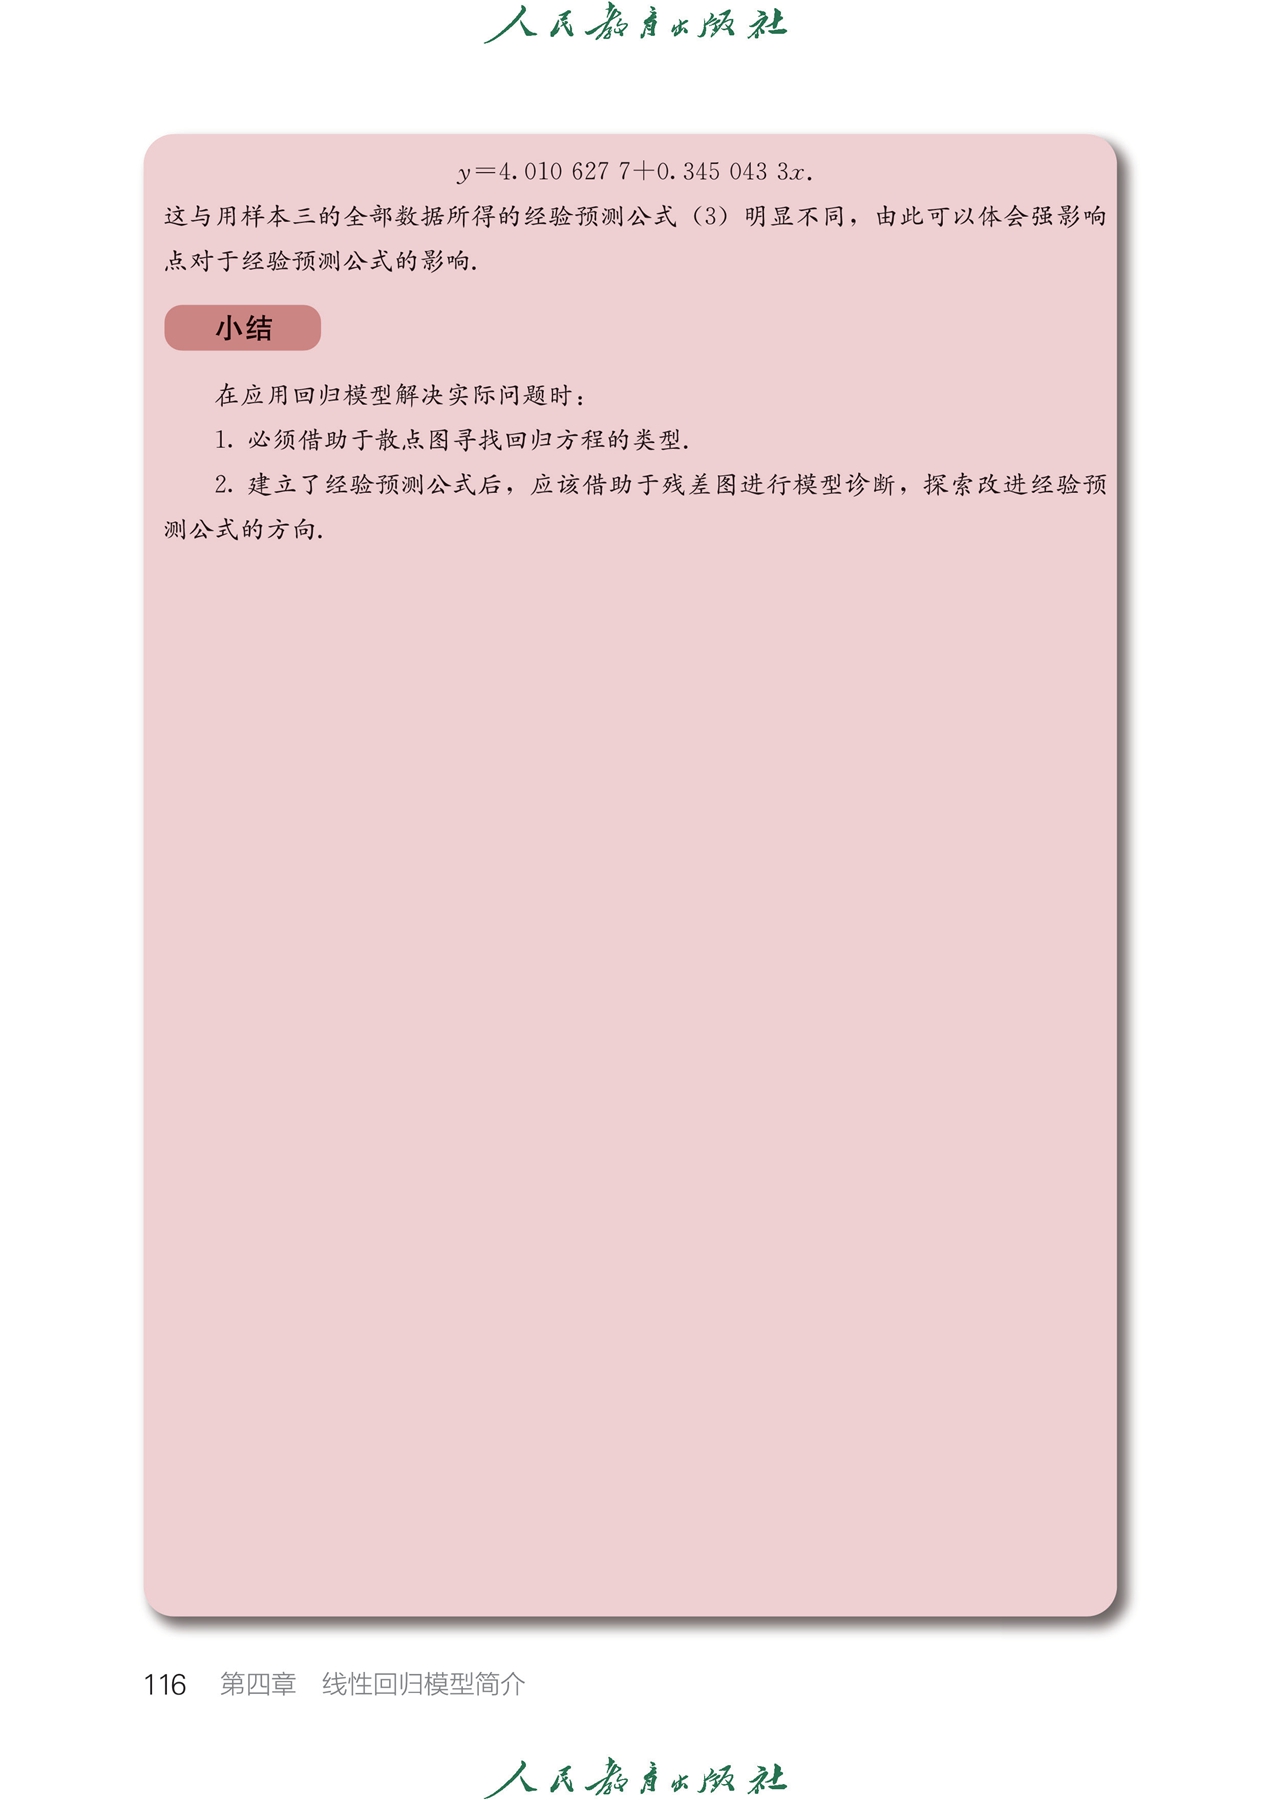 人民教育出版社
y=4.010 627 7+0.345 043 3x.
这与用样本三的全部数据所得的经验预测公式（3）明显不同，由此可以体会强影响
点对于经验预测公式的影响.
小结
在应用回归模型解决实际问题时：
1. 必须借助于散点图寻找回归方程的类型.
2. 建立了经验预测公式后，应该借助于残差图进行模型诊断，探索改进经验预
测公式的方向.
116 第四章 线性回归模型简介
人民教育出版社